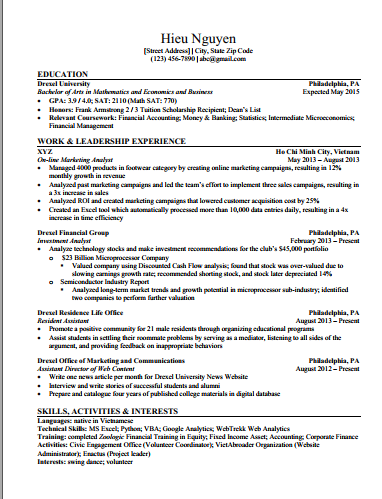 Hieu Nguyen
[Street Address] | City, State Zip Code
(123) 456-7890 | abc@gmail.com
EDUCATION
Drexel University Philadelphia, PA
Bachelor of Arts in Mathematics and Economics and Business Expected May 2015
• GPA: 3.9 / 4.0; SAT: 2110 (Math SAT: 770)
• Honors: Frank Gramaroso 2/3 Tuition Scholarship Recipient; Dean's List
• Relevant Coursework: Financial Accounting; Money & Banking; Statistics; Intermediate Microeconomics;
Financial Management
WORK & LEADERSHIP EXPERIENCE
XYZ Ho Chi Minh City, Vietnam
On-line Marketing Analyst May 2013 – August 2013
• Managed 4000 products in footwear category by creating online marketing campaigns, resulting in 12%
monthly growth in revenue
• Analyzed past marketing campaigns and led the team's effort to implement three sales campaigns, resulting in
a 3x increase in sales
• Analyzed ROI and created marketing campaigns that lowered customer acquisition cost by 25%
• Created an Excel tool which automatically processed more than 10,000 data entries daily, resulting in a 4x
increase in time efficiency
Drexel Financial Group Philadelphia, PA
Investment Analyst February 2013 – Present
• Analyze technology stocks and make investment recommendations for the club's $45,000 portfolio
o $23 Billion Microprocessor Company
▪ Valued company using Discounted Cash Flow analysis; found that stock was over-valued due to
slowing earnings growth rate; recommended shorting stock, and stock later depreciated 14%
o Semiconductor Industry Report
▪ Analyzed long-term market trends and growth potential in microprocessor sub-industry; identified
two companies to perform further valuation
Drexel Residence Life Office Philadelphia, PA
Resident Assistant August 2013 – Present
• Promote a positive community for 21 male residents through organizing educational programs
• Assist students in settling their roommate problems by serving as a mediator, listening to all sides of the
argument, and providing feedback on inappropriate behaviors
Drexel Office of Marketing and Communications Philadelphia, PA
Assistant Director of Web Content August 2012 – Present
• Write one news article per month for Drexel University News Website
• Interview and write stories of successful students and alumni
• Prepare and catalogue four years of published college materials in digital database
SKILLS, ACTIVITIES & INTERESTS
Languages: native in Vietnamese
Technical Skills: MS Excel; Python; VBA; Google Analytics; WebTrekk Web Analytics
Training: completed Zoologic Financial Training in Equity; Fixed Income Asset; Accounting; Corporate Finance
Activities: Civic Engagement Office (Volunteer Coordinator); VietAbroader Organization (Website
Administrator); Enactus (Project leader)
Interests: swing dance; volunteer